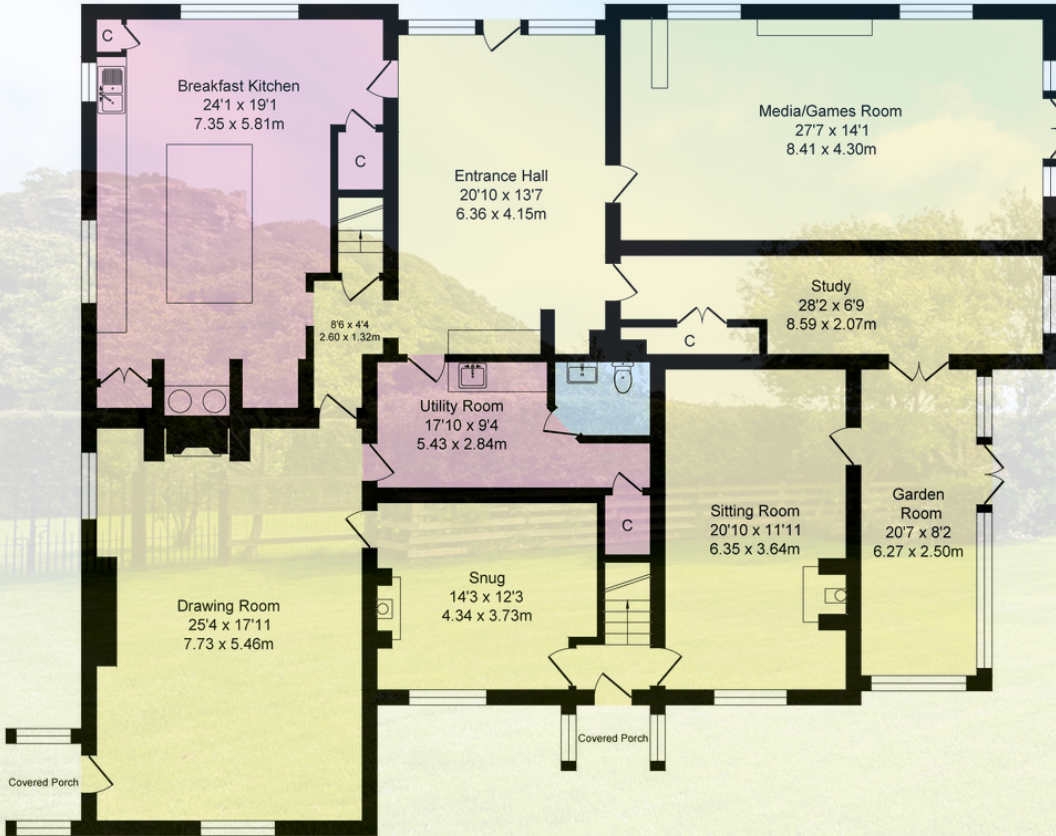 C
Breakfast Kitchen
24'1 x 19'1
7.35 x 5.81m
C
Entrance Hall
20'10 x 13'7
6.36 x 4.15m
Media/Games Room
27'7 x 14'1
8.41 x 4.30m
Study
28'2 x 6'9
8.59 x 2.07m
C
8'6 x 4'4
2.60 x 1.32m
Utility Room
17'10 x 9'4
5.43 x 2.84m
C
Sitting Room
20'10 x 11'11
6.35 x 3.64m
Garden
Room
20'7 x 8'2
6.27 x 2.50m
Snug
14'3 x 12'3
4.34 x 3.73m
Drawing Room
25'4 x 17'11
7.73 x 5.46m
Covered Porch
Covered Porch